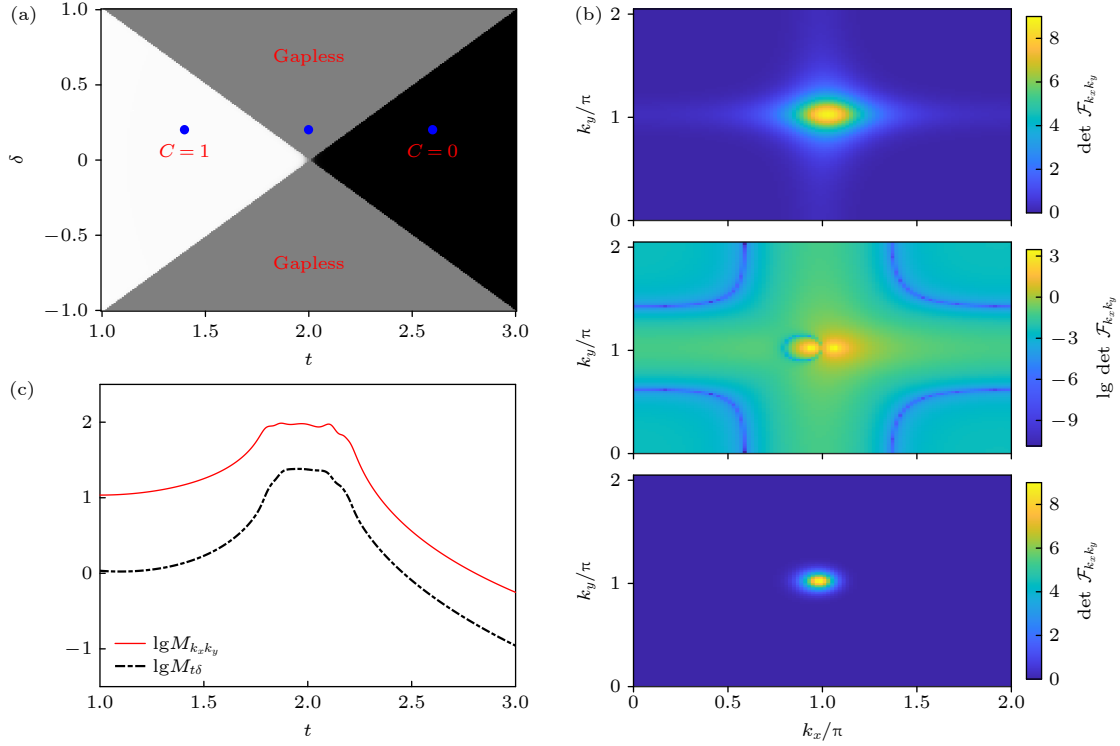 (a)
1.0
0.5
0
−0.5
−1.0
δ
Gapless
C = 1
C = 0
Gapless
1.0
1.5
2.0
2.5
3.0
t
(b)
2
1
0
k_y/π
8
6
4
2
0
det ℱ_{k_x k_y}
2
1
0
k_y/π
3
0
−3
−6
−9
lg det ℱ_{k_x k_y}
2
1
0
k_y/π
0
0.5
1.0
1.5
2.0
k_x/π
8
6
4
2
0
det ℱ_{k_x k_y}
(c)
2
1
0
−1
lgM_{k_x k_y}
lgM_{tδ}
1.0
1.5
2.0
2.5
3.0
t